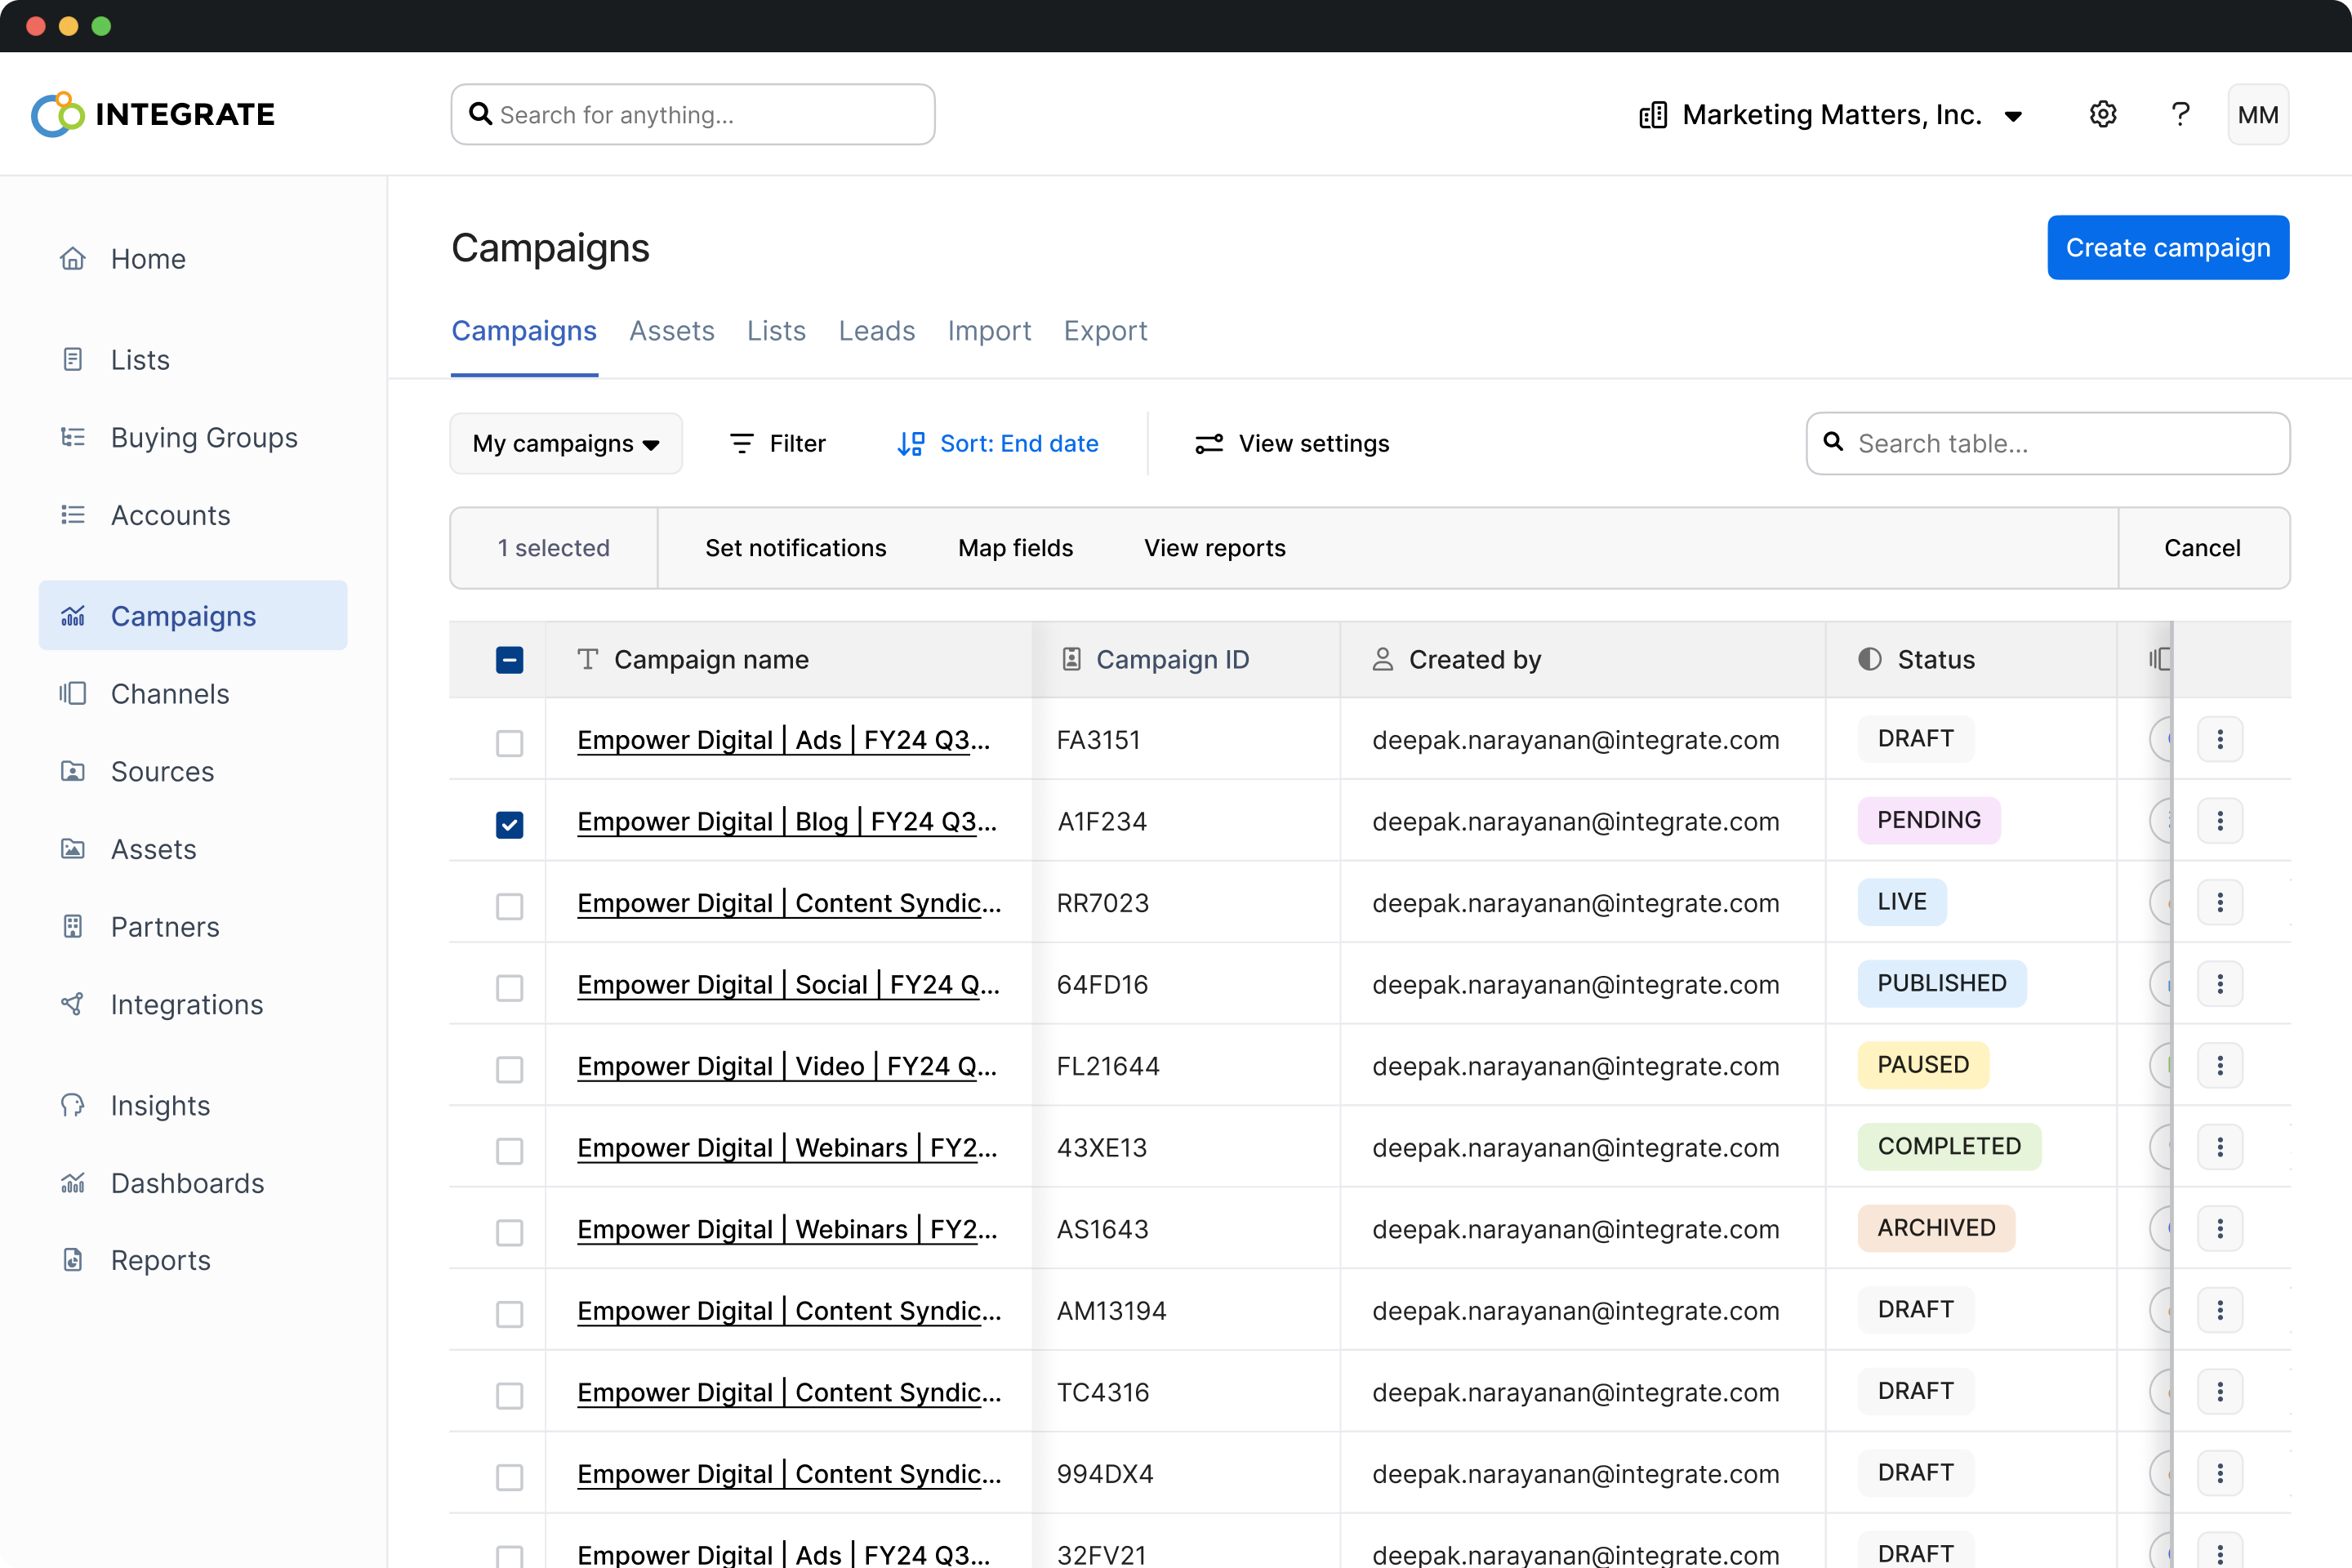 INTEGRATE
Search for anything...
Marketing Matters, Inc.
?
MM
Home
Lists
Buying Groups
Accounts
Campaigns
Channels
Sources
Assets
Partners
Integrations
Insights
Dashboards
Reports
Campaigns
Create campaign
Campaigns Assets Lists Leads Import Export
My campaigns Filter Sort: End date View settings Search table...
1 selected Set notifications Map fields View reports Cancel
Campaign name Campaign ID Created by Status
Empower Digital | Ads | FY24 Q3... FA3151 deepak.narayanan@integrate.com DRAFT
Empower Digital | Blog | FY24 Q3... A1F234 deepak.narayanan@integrate.com PENDING
Empower Digital | Content Syndic... RR7023 deepak.narayanan@integrate.com LIVE
Empower Digital | Social | FY24 Q... 64FD16 deepak.narayanan@integrate.com PUBLISHED
Empower Digital | Video | FY24 Q... FL21644 deepak.narayanan@integrate.com PAUSED
Empower Digital | Webinars | FY2... 43XE13 deepak.narayanan@integrate.com COMPLETED
Empower Digital | Webinars | FY2... AS1643 deepak.narayanan@integrate.com ARCHIVED
Empower Digital | Content Syndic... AM13194 deepak.narayanan@integrate.com DRAFT
Empower Digital | Content Syndic... TC4316 deepak.narayanan@integrate.com DRAFT
Empower Digital | Content Syndic... 994DX4 deepak.narayanan@integrate.com DRAFT
Empower Digital | Ads | FY24 Q3... 32FV21 deepak.narayanan@integrate.com DRAFT